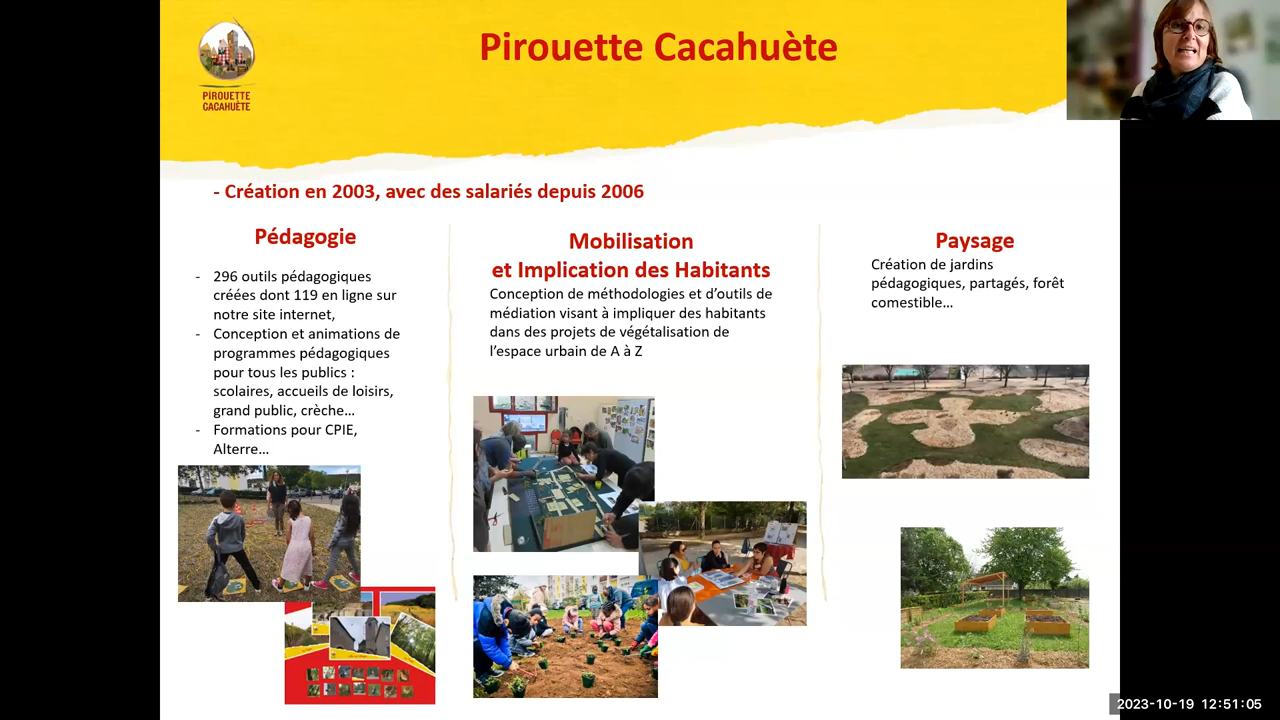 Pirouette Cacahuète
PIROUETTE
CACAHUÈTE
- Création en 2003, avec des salariés depuis 2006
Pédagogie
- 296 outils pédagogiques
créées dont 119 en ligne sur
notre site internet,
- Conception et animations de
programmes pédagogiques
pour tous les publics :
scolaires, accueils de loisirs,
grand public, crèche…
- Formations pour CPIE,
Alterre…
Mobilisation
et Implication des Habitants
Conception de méthodologies et d’outils de
médiation visant à impliquer des habitants
dans des projets de végétalisation de
l’espace urbain de A à Z
Paysage
Création de jardins
pédagogiques, partagés, forêt
comestible…
2023-10-19 12:51:05